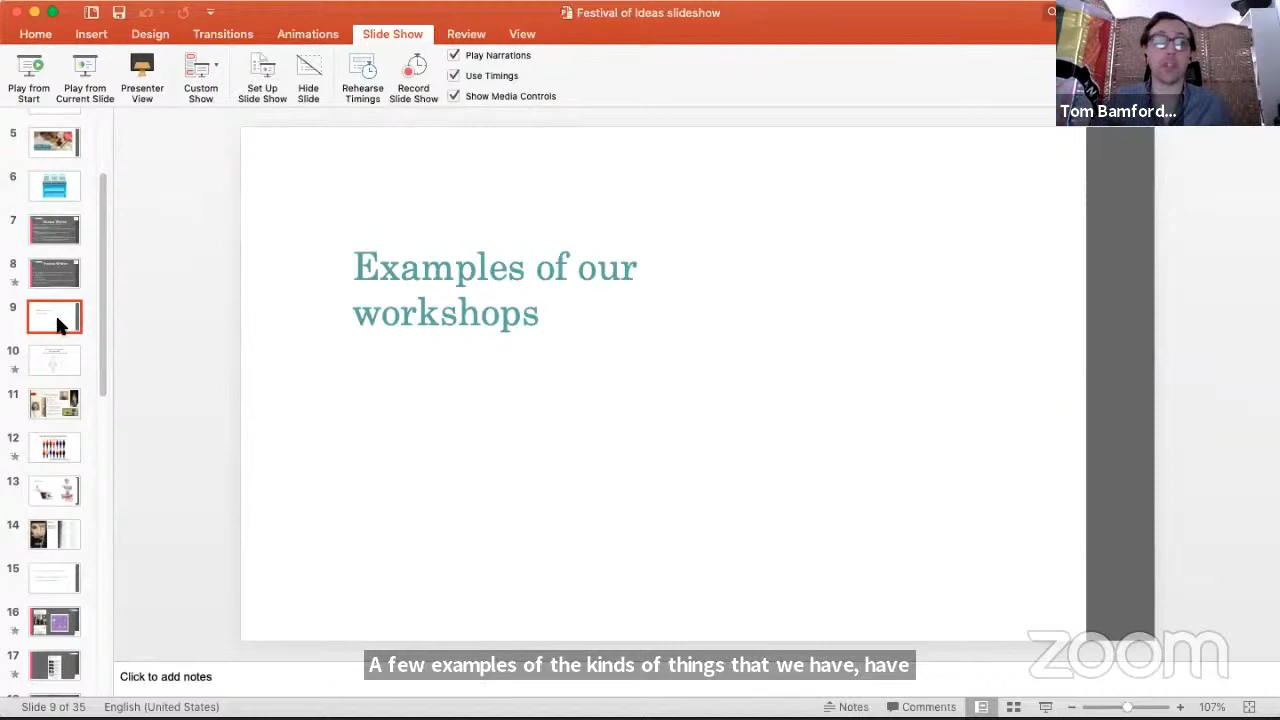 Festival of Ideas slideshow
Home Insert Design Transitions Animations Slide Show Review View
Play from Start
Play from Current Slide
Presenter View
Custom Show
Set Up Slide Show
Hide Slide
Rehearse Timings
Record Slide Show
Play Narrations
Use Timings
Show Media Controls
Tom Bamford...
5
6
7
8
9
10
11
12
13
14
15
16
17
Examples of our
workshops
zoom
A few examples of the kinds of things that we have, have
Click to add notes
Slide 9 of 35 English (United States) Notes Comments 107%